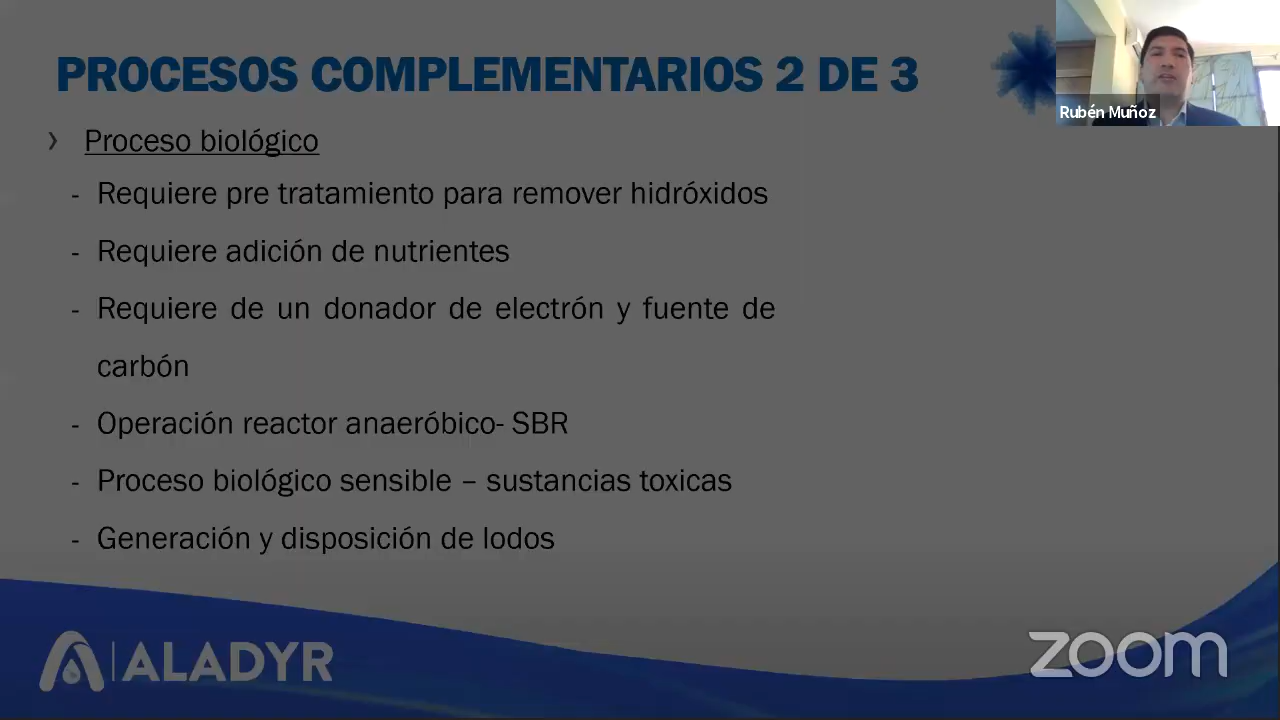 PROCESOS COMPLEMENTARIOS 2 DE 3
Rubén Muñoz
› Proceso biológico
- Requiere pre tratamiento para remover hidróxidos
- Requiere adición de nutrientes
- Requiere de un donador de electrón y fuente de
carbón
- Operación reactor anaeróbico- SBR
- Proceso biológico sensible – sustancias toxicas
- Generación y disposición de lodos
ALADYR
zoom